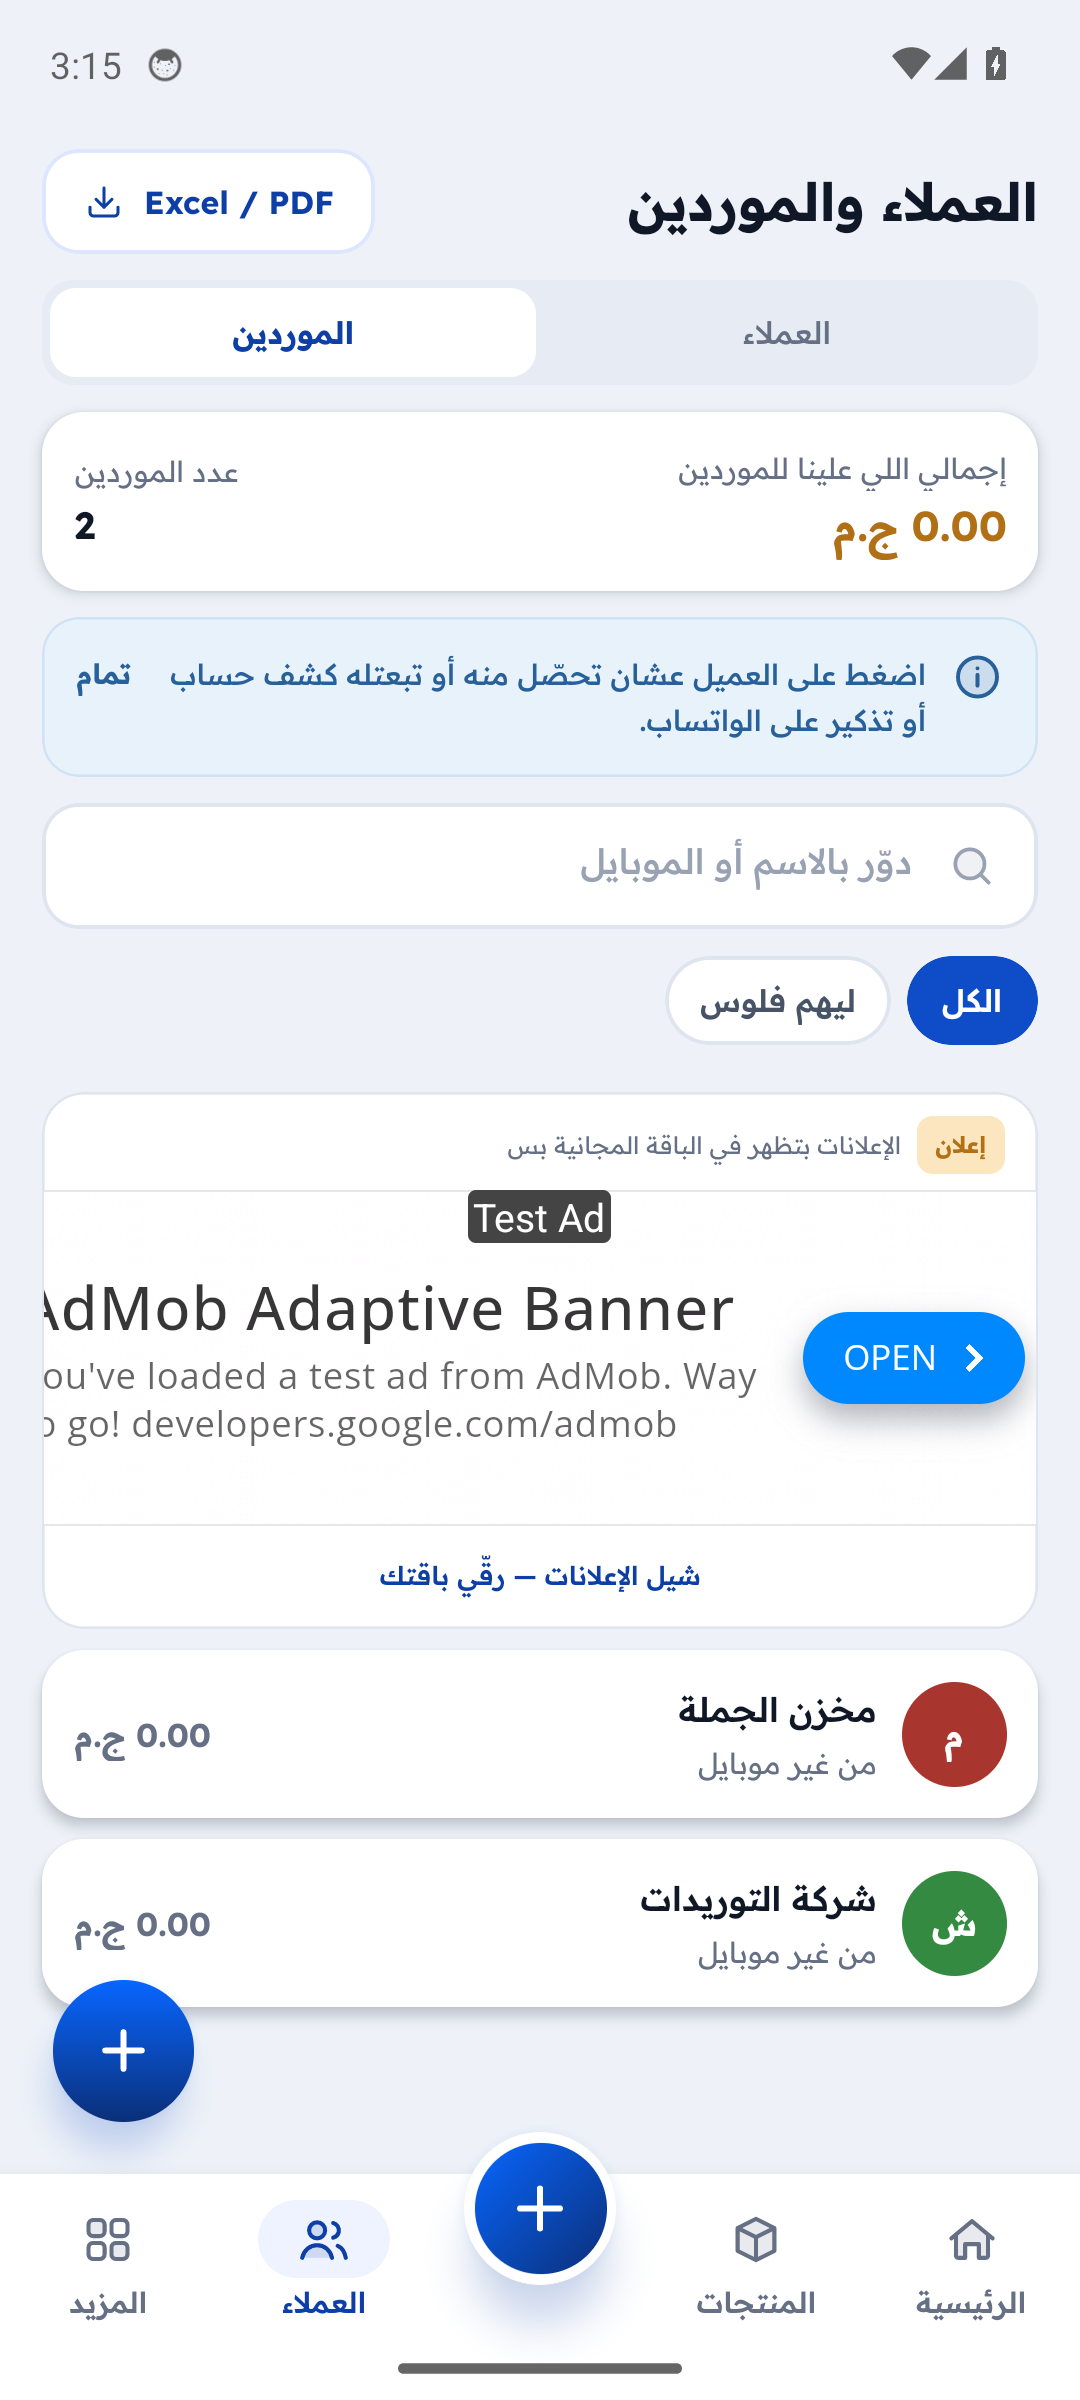 3:15
العملاء والموردين
Excel / PDF
العملاء
الموردين
إجمالي اللي علينا للموردين
0.00 ج.م
عدد الموردين
2
اضغط على العميل عشان تحصّل منه أو تبعتله كشف حساب
أو تذكير على الواتساب.
تمام
دوّر بالاسم أو الموبايل
الكل
ليهم فلوس
إعلان
الإعلانات بتظهر في الباقة المجانية بس
Test Ad
AdMob Adaptive Banner
ou've loaded a test ad from AdMob. Way
o go! developers.google.com/admob
OPEN
شيل الإعلانات — رقّي باقتك
م
مخزن الجملة
من غير موبايل
0.00 ج.م
ش
شركة التوريدات
من غير موبايل
0.00 ج.م
الرئيسية
المنتجات
العملاء
المزيد